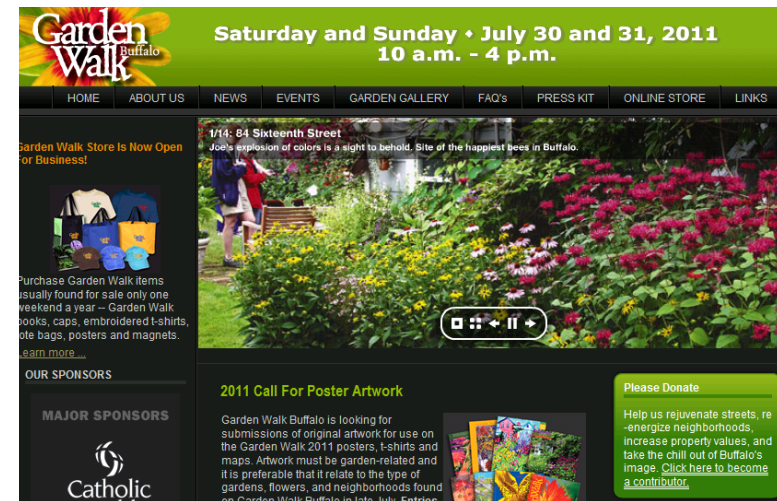 Garden
Walk
Buffalo
Saturday and Sunday • July 30 and 31, 2011
10 a.m. - 4 p.m.
HOME
ABOUT US
NEWS
EVENTS
GARDEN GALLERY
FAQ's
PRESS KIT
ONLINE STORE
LINKS
Garden Walk Store Is Now Open
For Business!
Purchase Garden Walk items
usually found for sale only one
weekend a year -- Garden Walk
books, caps, embroidered t-shirts,
tote bags, posters and magnets.
Learn more ...
OUR SPONSORS
MAJOR SPONSORS
Catholic
1/14: 84 Sixteenth Street
Joe's explosion of colors is a sight to behold. Site of the happiest bees in Buffalo.
2011 Call For Poster Artwork
Garden Walk Buffalo is looking for
submissions of original artwork for use on
the Garden Walk 2011 posters, t-shirts and
maps. Artwork must be garden-related and
it is preferable that it relate to the type of
gardens, flowers, and neighborhoods found
on Garden Walk Buffalo in late July. Entries
Please Donate
Help us rejuvenate streets, re
-energize neighborhoods,
increase property values, and
take the chill out of Buffalo's
image. Click here to become
a contributor.